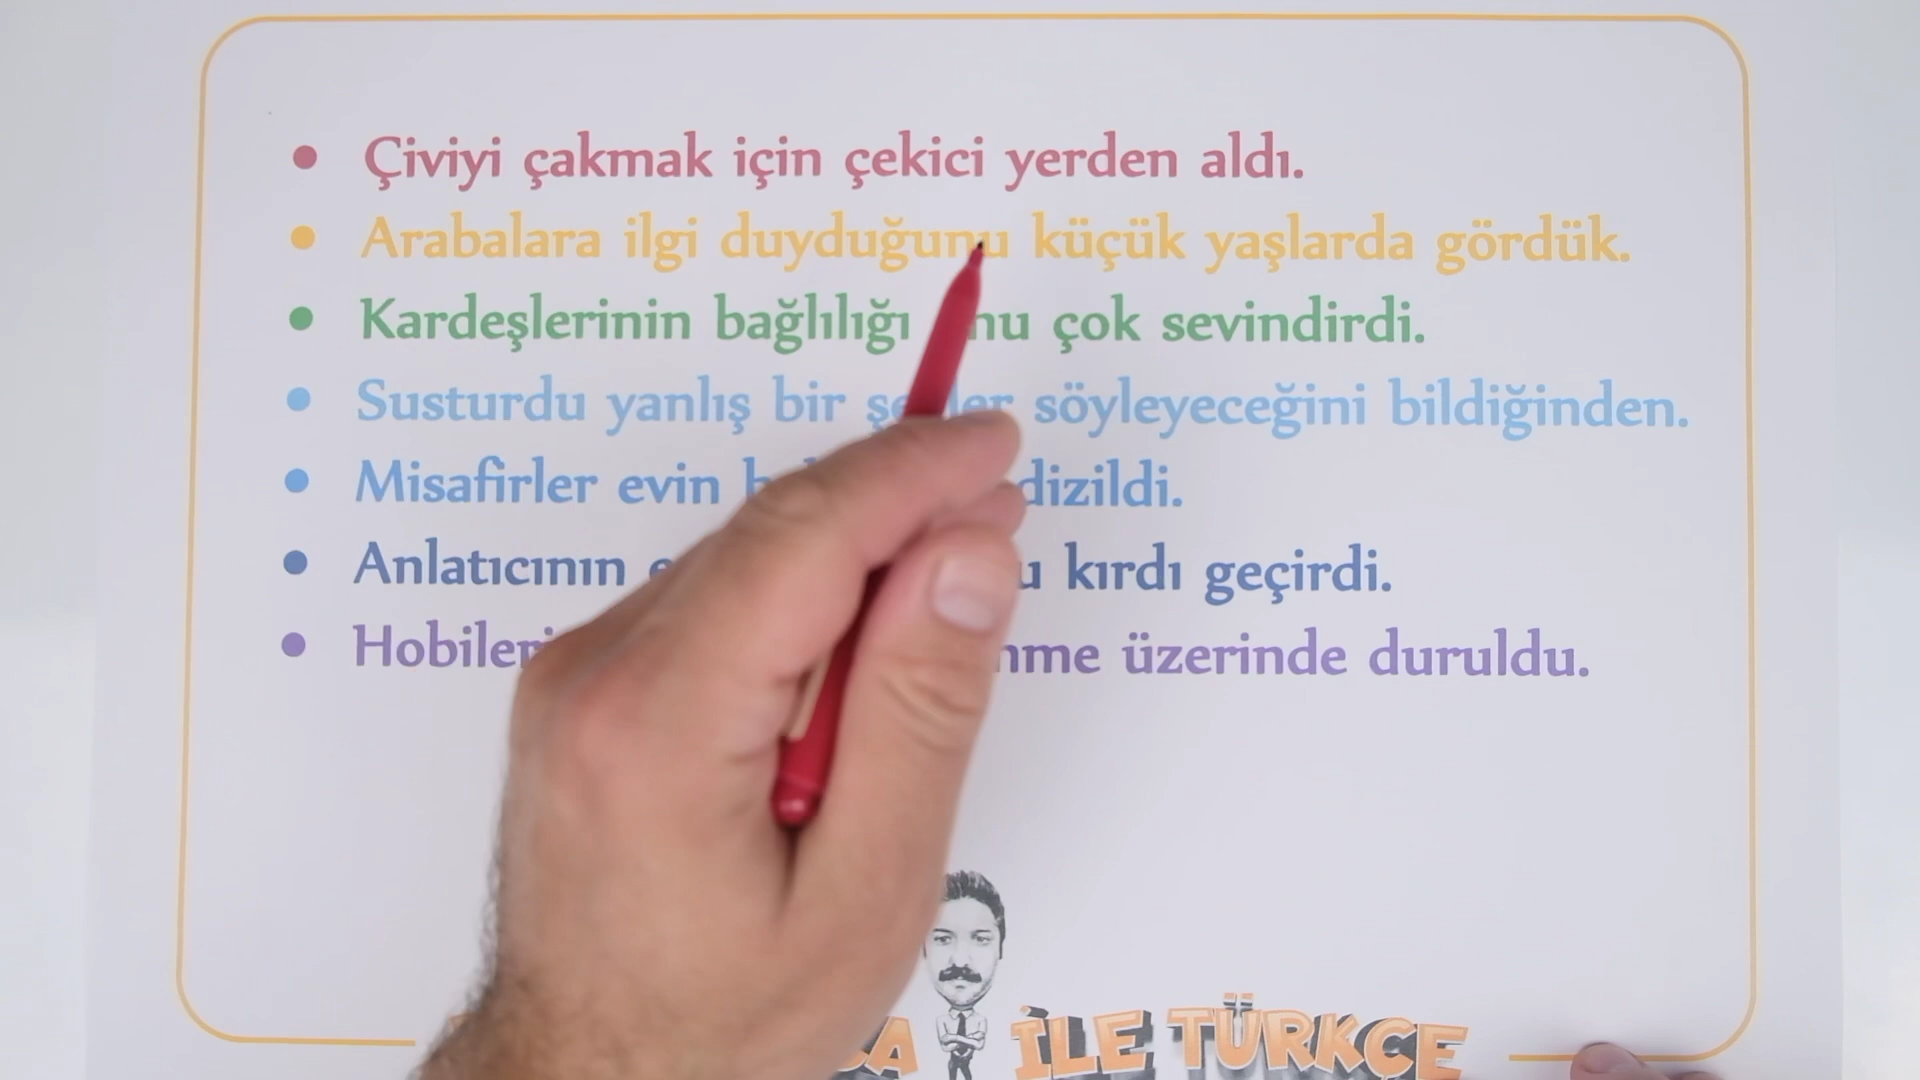 Çiviyi çakmak için çekici yerden aldı.
Arabalara ilgi duyduğunu küçük yaşlarda gördük.
Kardeşlerinin bağlılığı çok sevindirdi.
Susturdu yanlış bir söyleyeceğini bildiğinden.
Misafirler evin dizildi.
Anlatıcının kırdı geçirdi.
üzerinde duruldu.
İLE TÜRKÇE